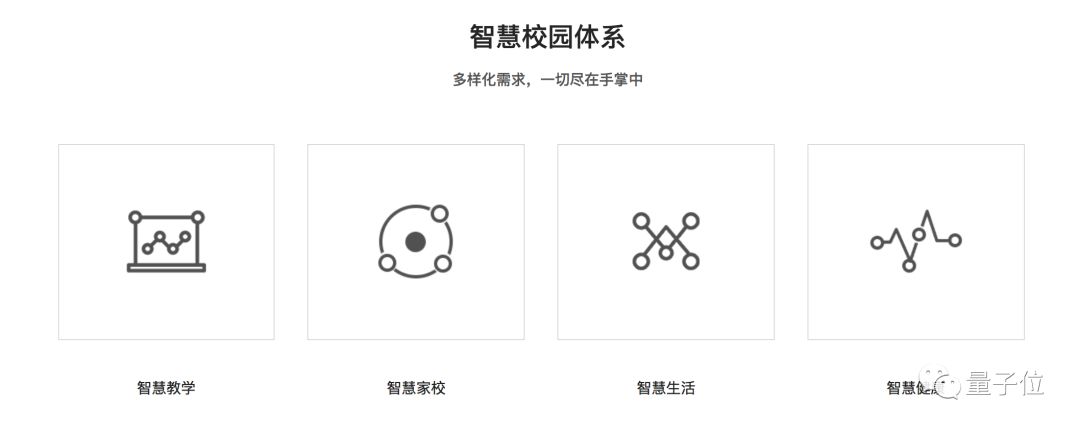 智慧校园体系
多样化需求，一切尽在手掌中
智慧教学
智慧家校
智慧生活
智慧健康
量子位